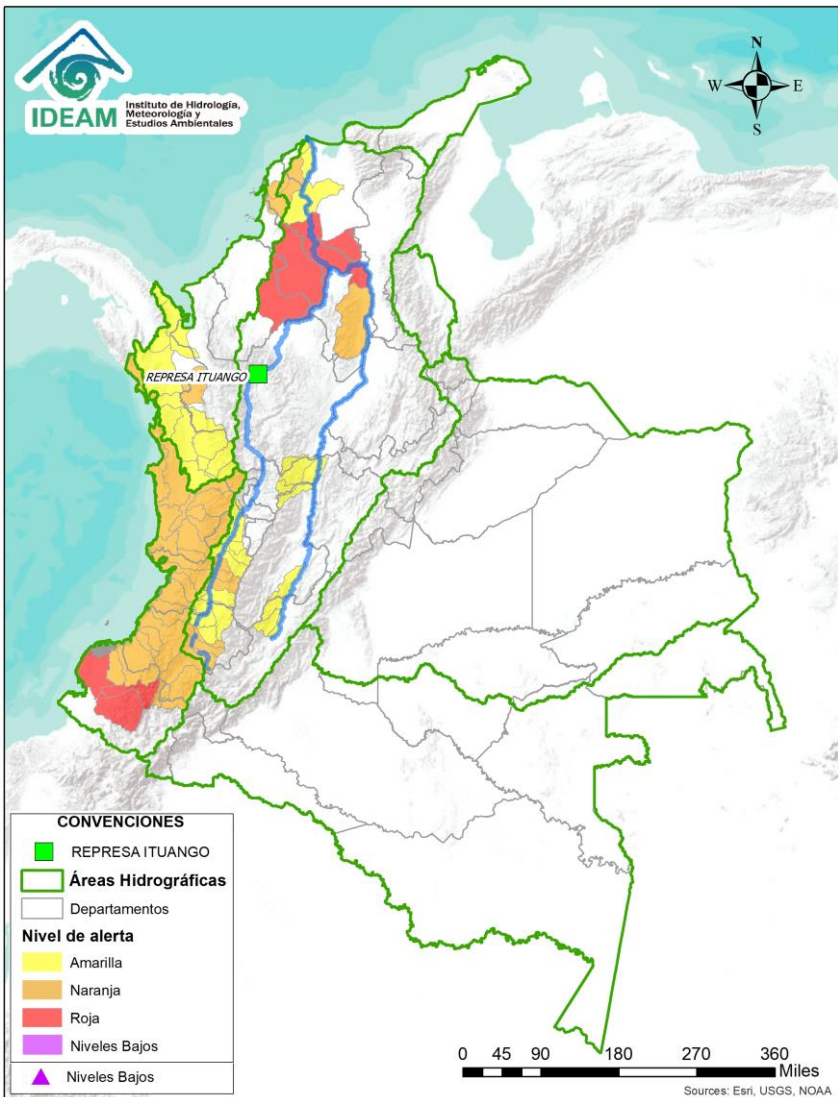 IDEAM
Instituto de Hidrología,
Meteorología y
Estudios Ambientales
N
W
E
S
REPRESA ITUANGO
CONVENCIONES
REPRESA ITUANGO
Áreas Hidrográficas
Departamentos
Nivel de alerta
Amarilla
Naranja
Roja
Niveles Bajos
Niveles Bajos
0 45 90 180 270 360
Miles
Sources: Esri, USGS, NOAA